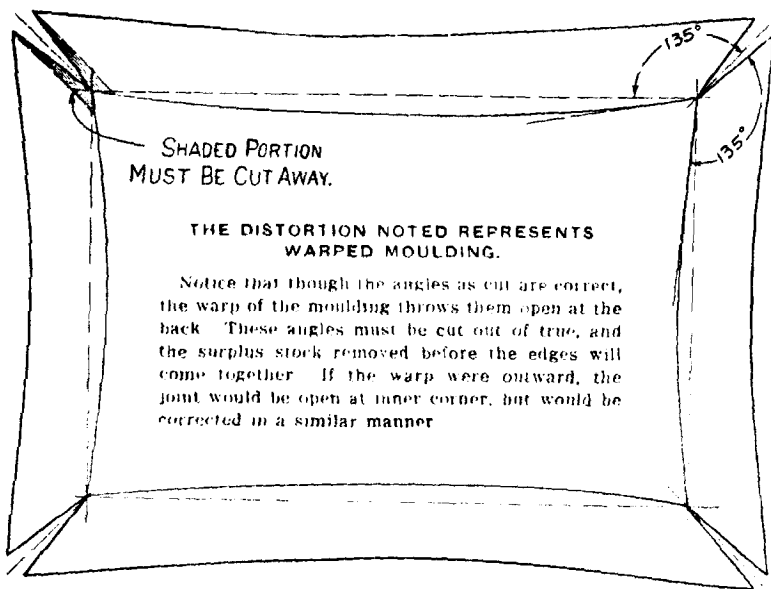 135°
135°
SHADED PORTION
MUST BE CUT AWAY.
THE DISTORTION NOTED REPRESENTS
WARPED MOULDING.
Notice that though the angles as cut are correct,
the warp of the moulding throws them open at the
back. These angles must be cut out of true, and
the surplus stock removed before the edges will
come together. If the warp were outward, the
joint would be open at inner corner, but would be
corrected in a similar manner